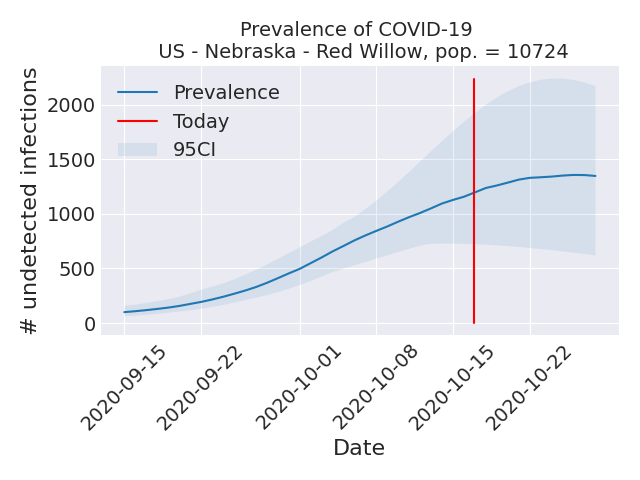 Prevalence of COVID-19
US - Nebraska - Red Willow, pop. = 10724
Prevalence
Today
95CI
# undetected infections
2000
1500
1000
500
0
2020-09-15
2020-09-22
2020-10-01
2020-10-08
2020-10-15
2020-10-22
Date